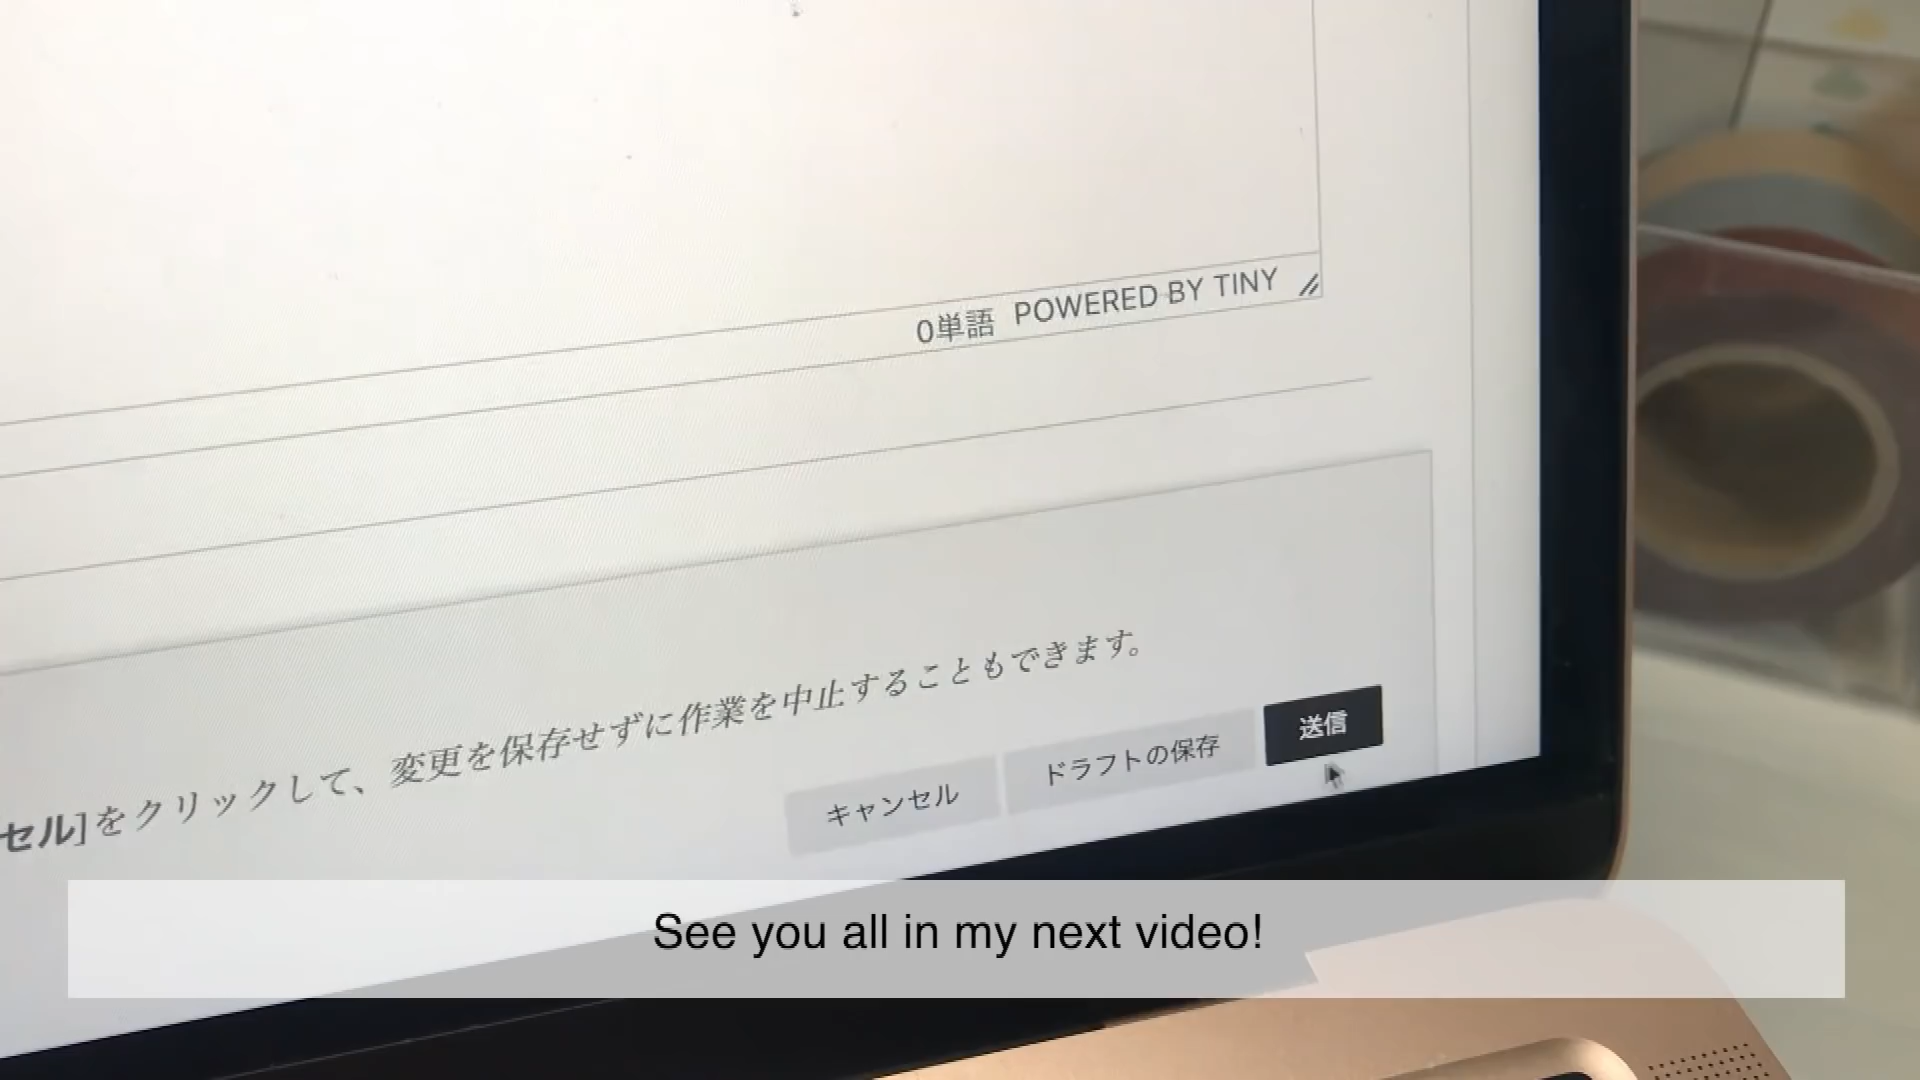 0単語 POWERED BY TINY
セル]をクリックして、変更を保存せずに作業を中止することもできます。
キャンセル ドラフトの保存 送信
See you all in my next video!